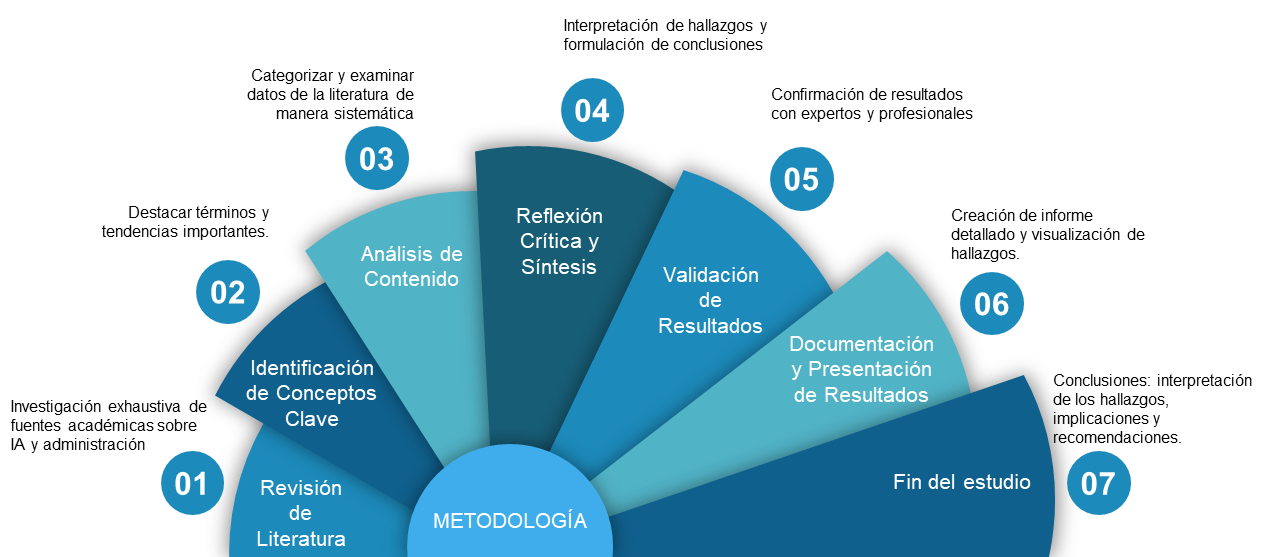 Investigación exhaustiva de
fuentes académicas sobre
IA y administración
01
Revisión
de
Literatura
Destacar términos y
tendencias importantes.
02
Identificación
de Conceptos
Clave
Categorizar y examinar
datos de la literatura de
manera sistemática
03
Análisis de
Contenido
Interpretación de hallazgos y
formulación de conclusiones
04
Reflexión
Crítica y
Síntesis
Confirmación de resultados
con expertos y profesionales
05
Validación
de
Resultados
Creación de informe
detallado y visualización de
hallazgos.
06
Documentación
y Presentación
de Resultados
Conclusiones: interpretación
de los hallazgos,
implicaciones y
recomendaciones.
07
Fin del estudio
METODOLOGÍA